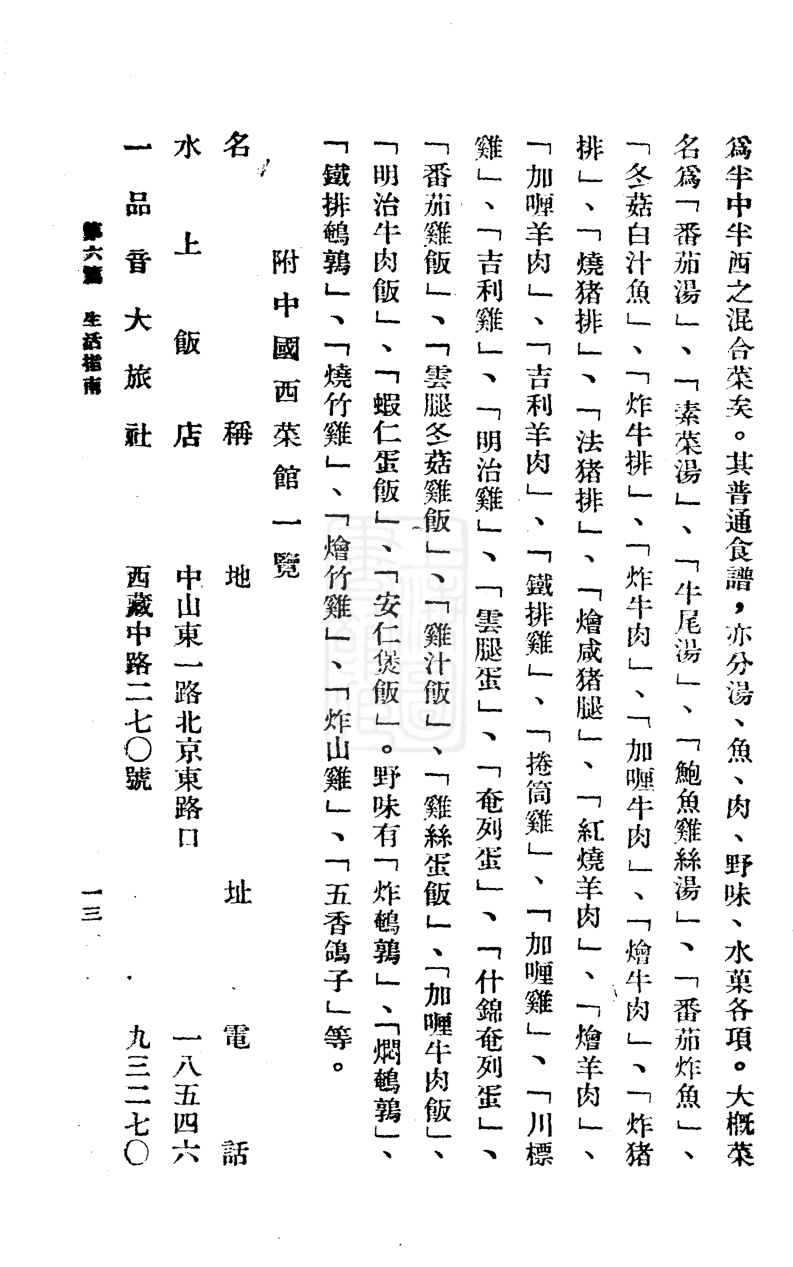 爲半中半西之混合菜矣。其普通食譜，亦分湯、魚、肉、野味、水菓各項。大概菜
名爲「番茄湯」、「素菜湯」、「牛尾湯」、「鮑魚雞絲湯」、「番茄炸魚」、
「冬菇白汁魚」、「炸牛排」、「炸牛肉」、「加喱牛肉」、「燴牛肉」、「炸猪
排」、「燒猪排」、「法猪排」、「燴咸猪腿」、「紅燒羊肉」、「燴羊肉」、
「加喱羊肉」、「吉利羊肉」、「鐵排雞」、「捲筒雞」、「加喱雞」、「川標
雞」、「吉利雞」、「明治雞」、「雲腿蛋」、「奄列蛋」、「什錦奄列蛋」、
「番茄雞飯」、「雲腿冬菇雞飯」、「雞汁飯」、「雞絲蛋飯」、「加喱牛肉飯」、
「明治牛肉飯」、「蝦仁蛋飯」、「安仁煲飯」。野味有「炸鵪鶉」、「燜鵪鶉」、
「鐵排鵪鶉」、「燒竹雞」、「燴竹雞」、「炸山雞」、「五香鴿子」等。
附中國西菜館一覽
名稱 地址 電話
水上飯店 中山東一路北京東路口 一八五四六
一品香大旅社 西藏中路二七〇號 九三二七〇
第六篇 生活指南 一三